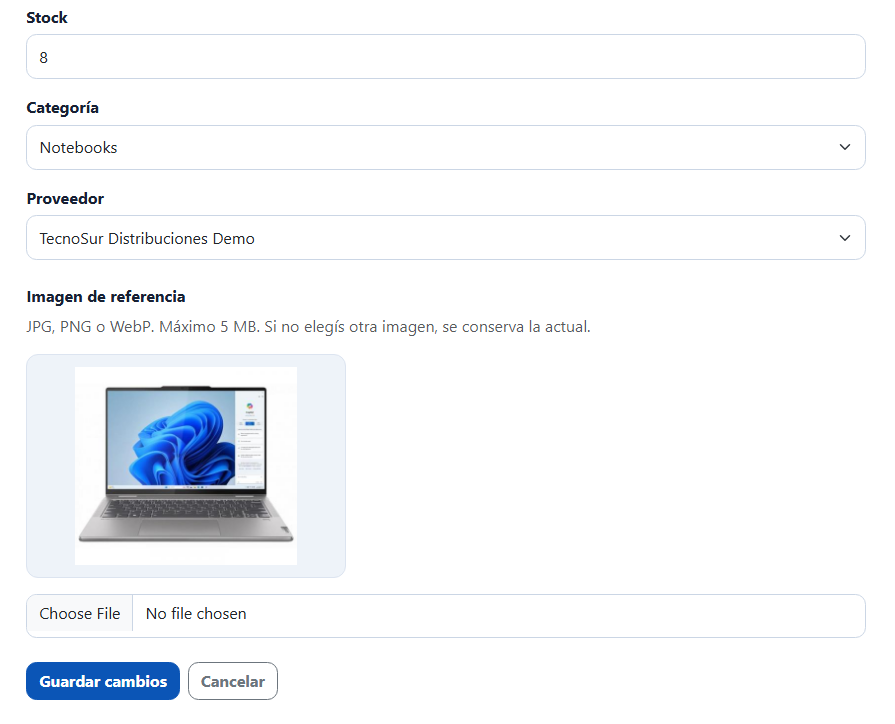 Stock
8
Categoría
Notebooks
Proveedor
TecnoSur Distribuciones Demo
Imagen de referencia
JPG, PNG o WebP. Máximo 5 MB. Si no elegís otra imagen, se conserva la actual.
Choose File No file chosen
Guardar cambios Cancelar